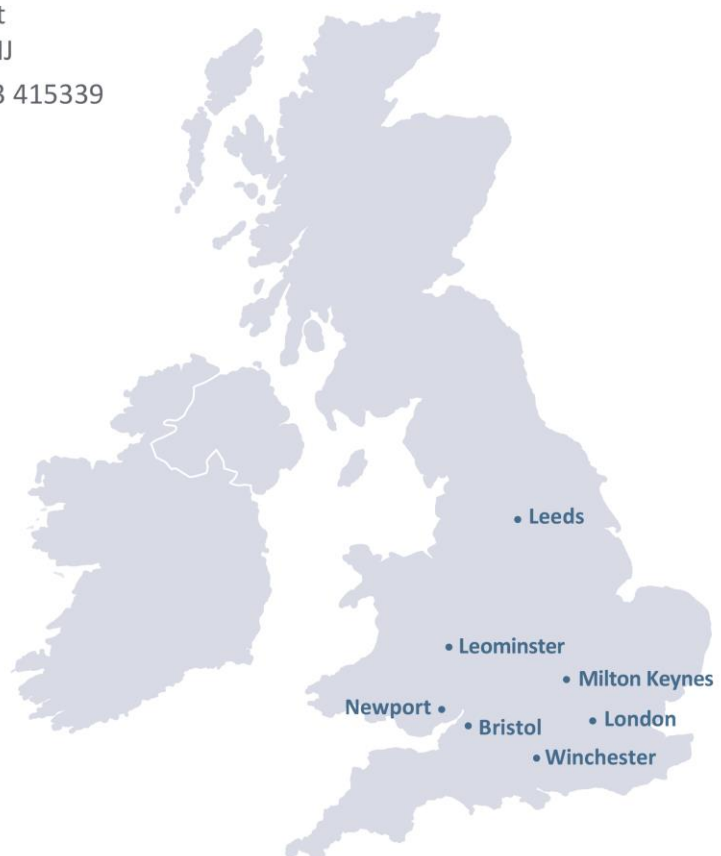 t
IJ
3 415339
Leeds
Leominster
Milton Keynes
Newport
London
Bristol
Winchester